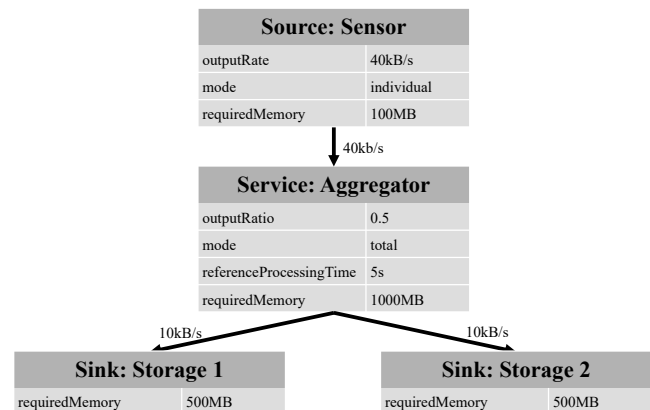 Source: Sensor
outputRate 40kB/s
mode individual
requiredMemory 100MB
40kb/s
Service: Aggregator
outputRatio 0.5
mode total
referenceProcessingTime 5s
requiredMemory 1000MB
10kB/s 10kB/s
Sink: Storage 1 Sink: Storage 2
requiredMemory 500MB requiredMemory 500MB